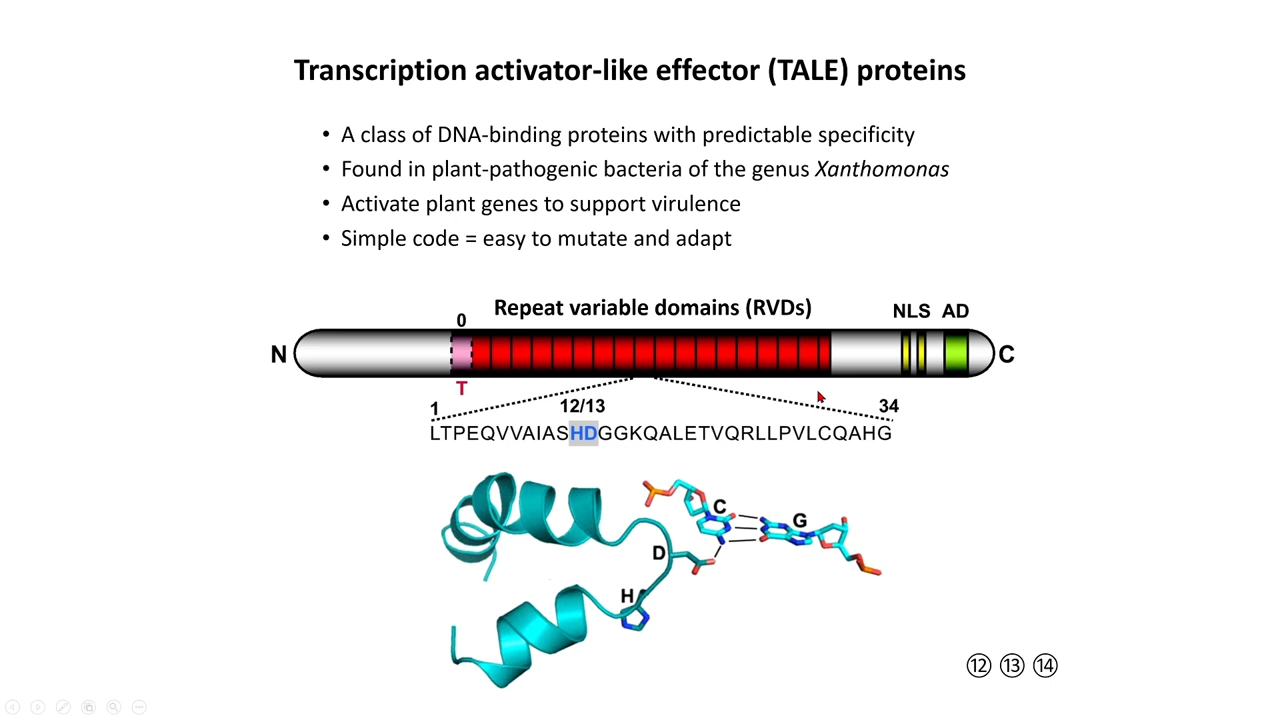 Transcription activator-like effector (TALE) proteins
• A class of DNA-binding proteins with predictable specificity
• Found in plant-pathogenic bacteria of the genus Xanthomonas
• Activate plant genes to support virulence
• Simple code = easy to mutate and adapt
Repeat variable domains (RVDs)
NLS AD
0
N
C
T
1
12/13
34
LTPEQVVAIASHDGGKQALETVQRLLPVLCQAHG
C
G
D
H
⑫ ⑬ ⑭